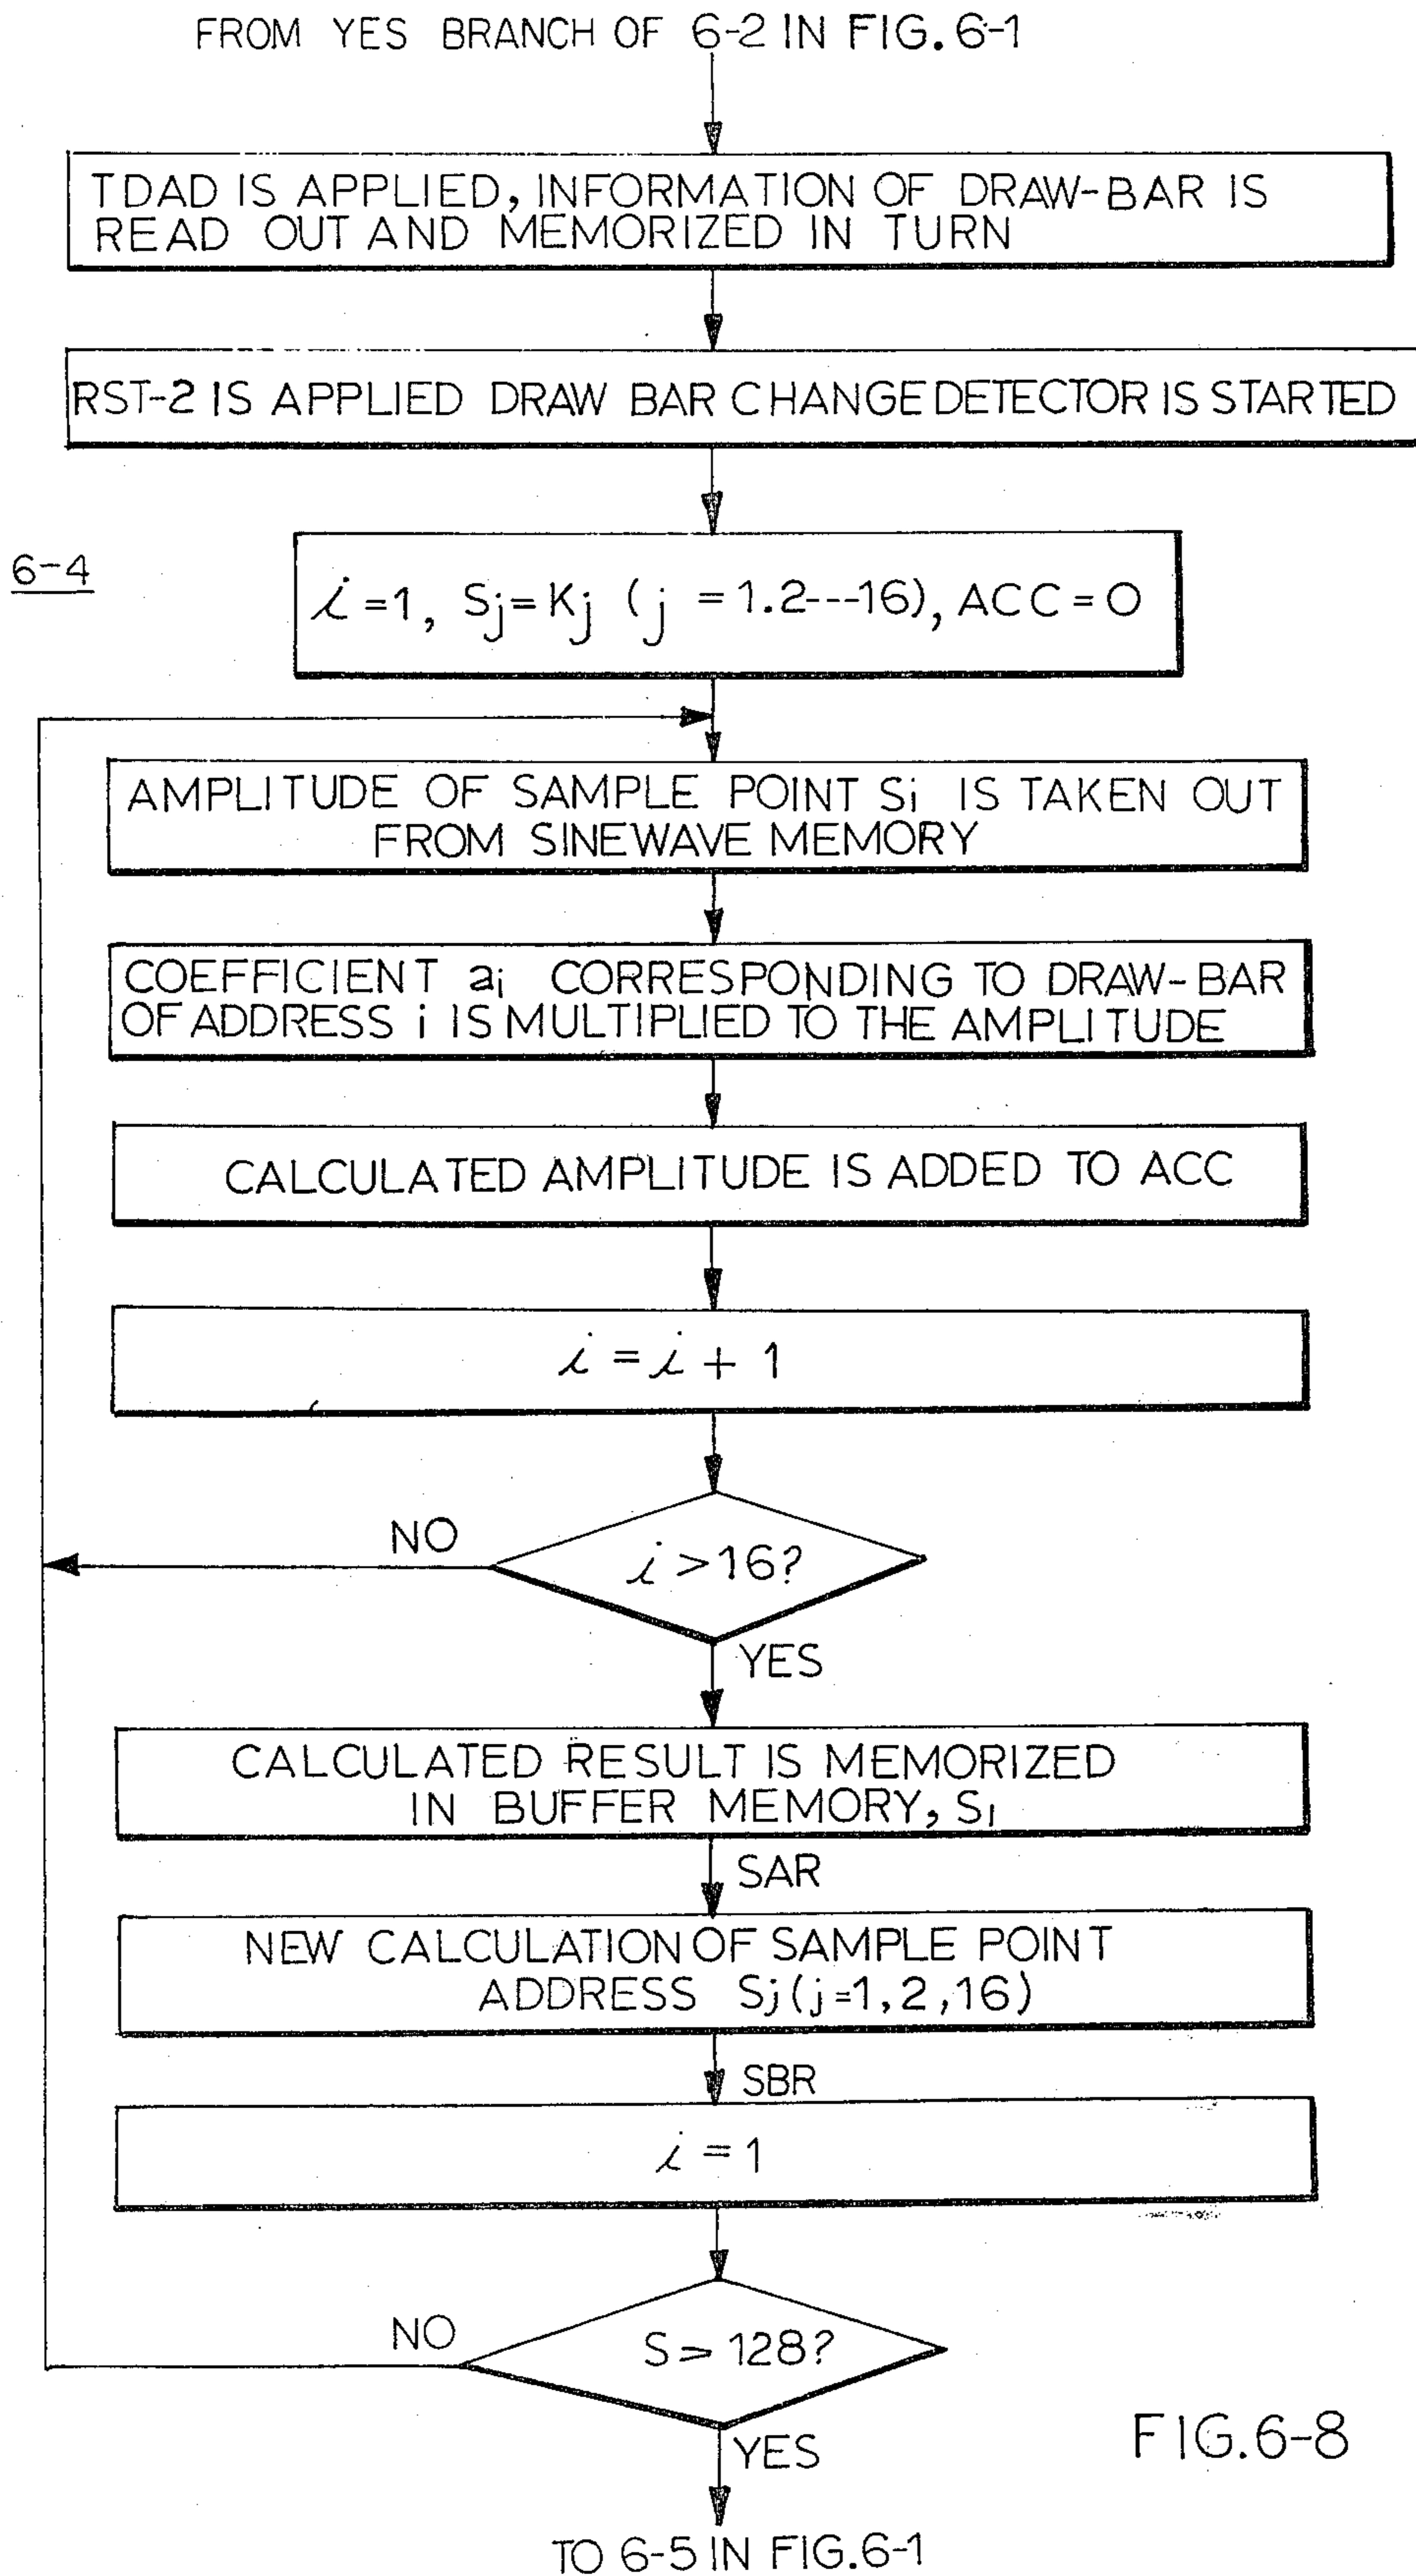 FROM YES BRANCH OF 6-2 IN FIG. 6-1
TDAD IS APPLIED, INFORMATION OF DRAW-BAR IS
READ OUT AND MEMORIZED IN TURN
RST-2 IS APPLIED DRAW BAR CHANGE DETECTOR IS STARTED
6-4
i=1, Sj=Kj (j =1.2---16), ACC=0
AMPLITUDE OF SAMPLE POINT Si IS TAKEN OUT
FROM SINEWAVE MEMORY
COEFFICIENT ai CORRESPONDING TO DRAW-BAR
OF ADDRESS i IS MULTIPLIED TO THE AMPLITUDE
CALCULATED AMPLITUDE IS ADDED TO ACC
i = i + 1
NO
i >16?
YES
CALCULATED RESULT IS MEMORIZED
IN BUFFER MEMORY, S1
SAR
NEW CALCULATION OF SAMPLE POINT
ADDRESS Sj(j=1,2,16)
SBR
i = 1
NO
S > 128?
YES
FIG.6-8
TO 6-5 IN FIG.6-1